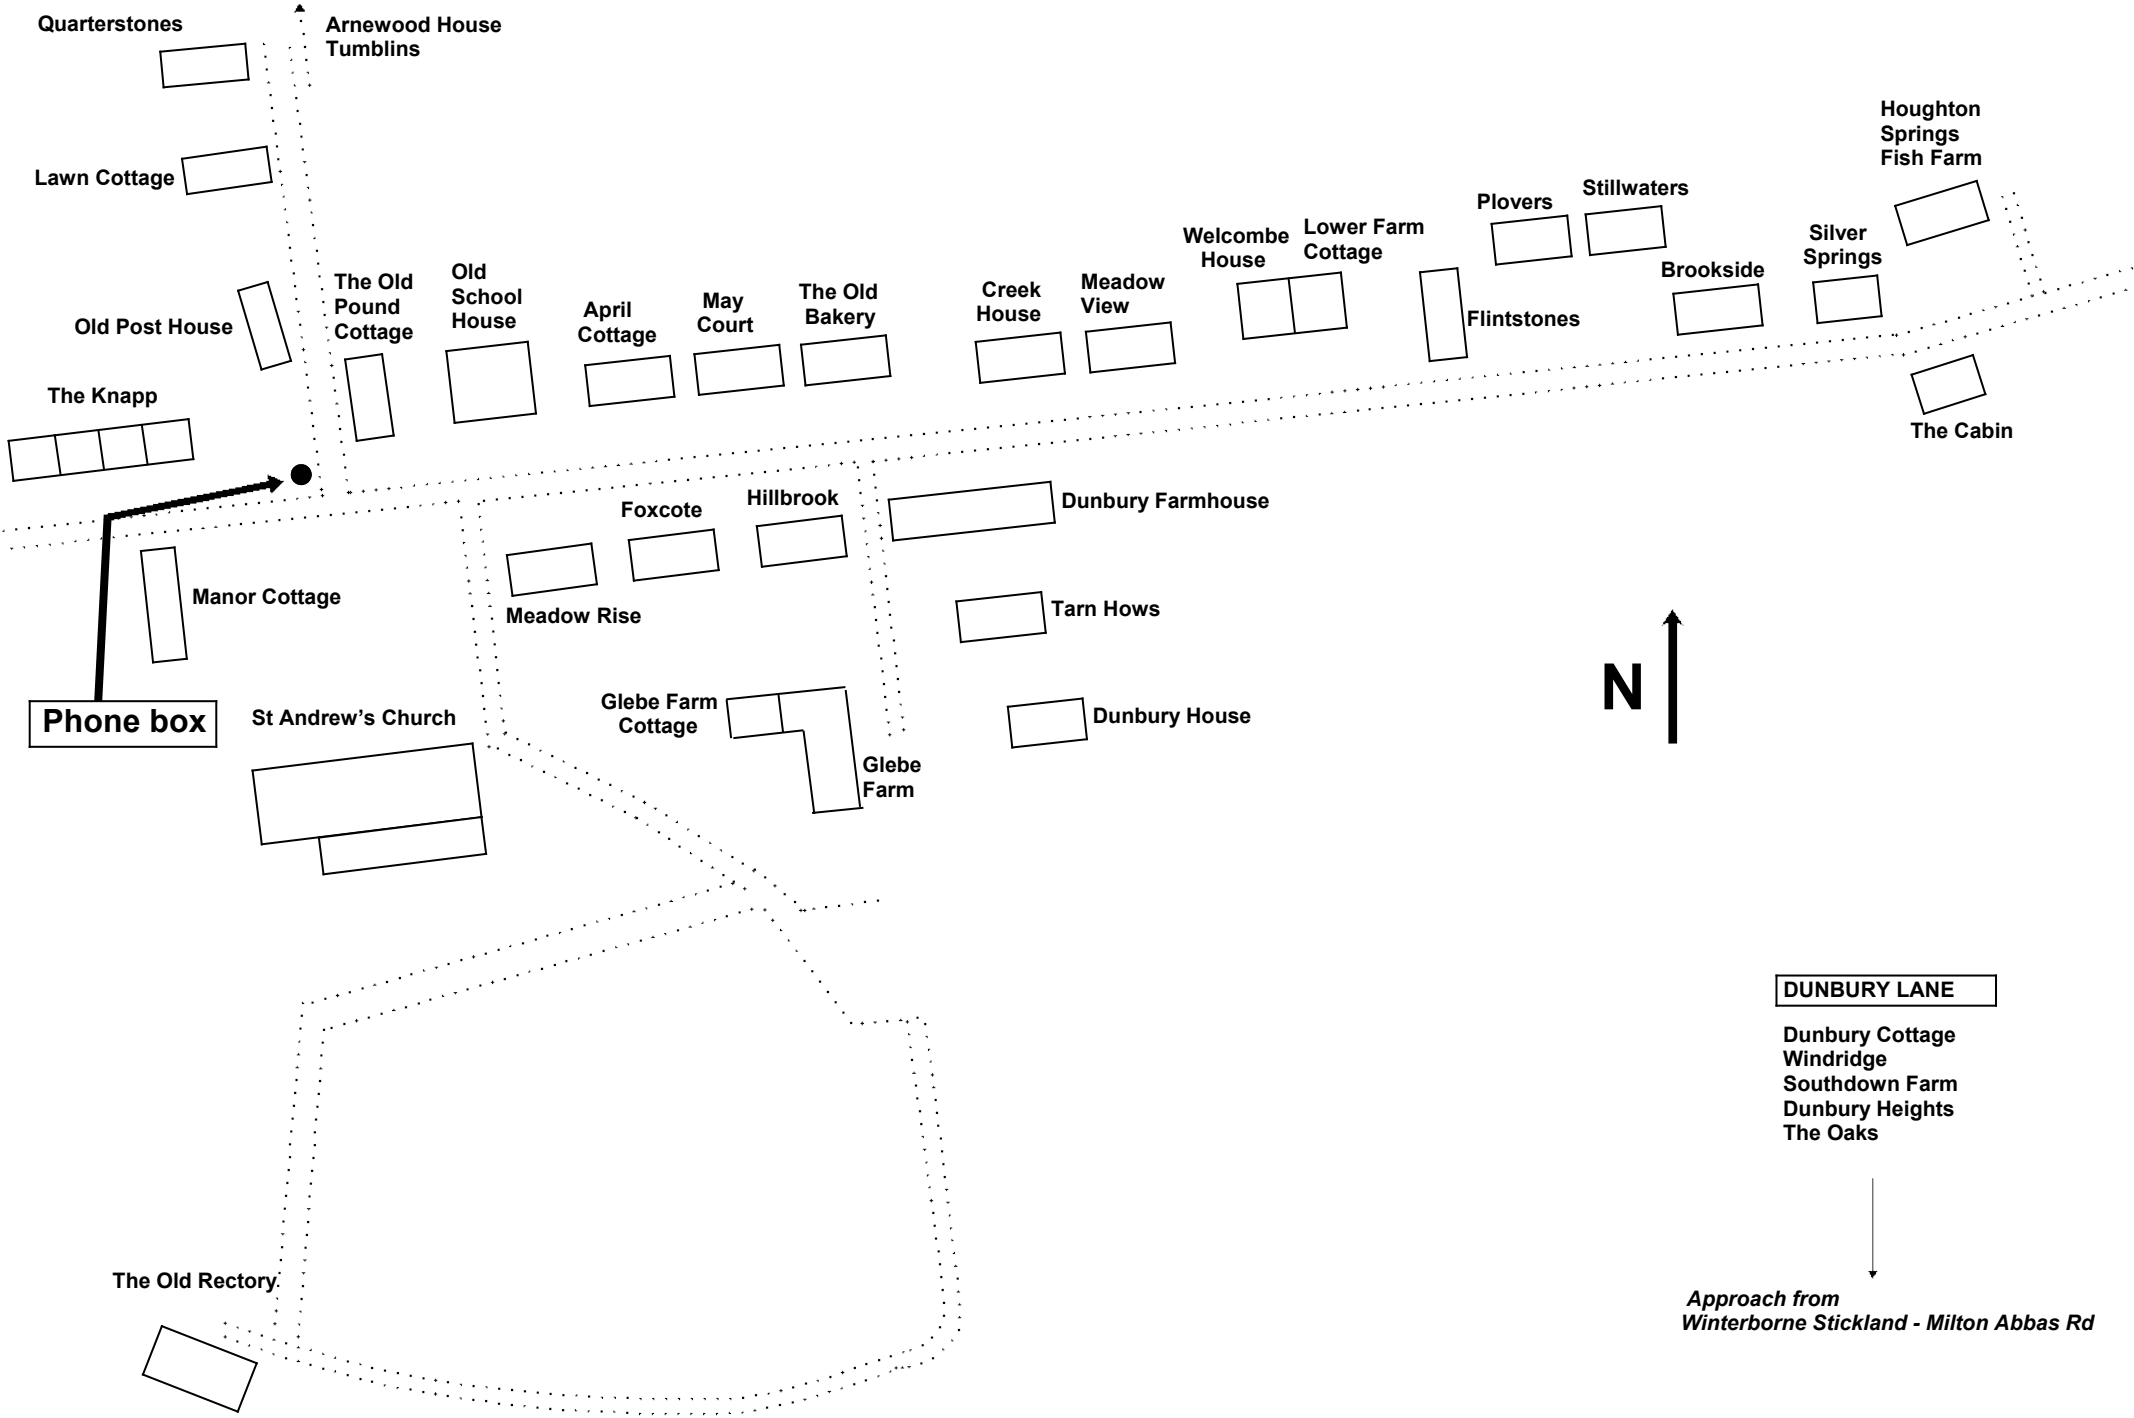 Quarterstones
Arnewood House
Tumblins
Lawn Cottage
Old Post House
The Knapp
The Old
Pound
Cottage
Old
School
House
April
Cottage
May
Court
The Old
Bakery
Creek
House
Meadow
View
Welcombe
House
Lower Farm
Cottage
Flintstones
Plovers
Stillwaters
Brookside
Silver
Springs
Houghton
Springs
Fish Farm
The Cabin
Manor Cottage
Phone box
St Andrew’s Church
Meadow Rise
Foxcote
Hillbrook
Dunbury Farmhouse
Tarn Hows
Dunbury House
Glebe Farm
Cottage
Glebe
Farm
N
The Old Rectory
DUNBURY LANE
Dunbury Cottage
Windridge
Southdown Farm
Dunbury Heights
The Oaks
Approach from
Winterborne Stickland - Milton Abbas Rd